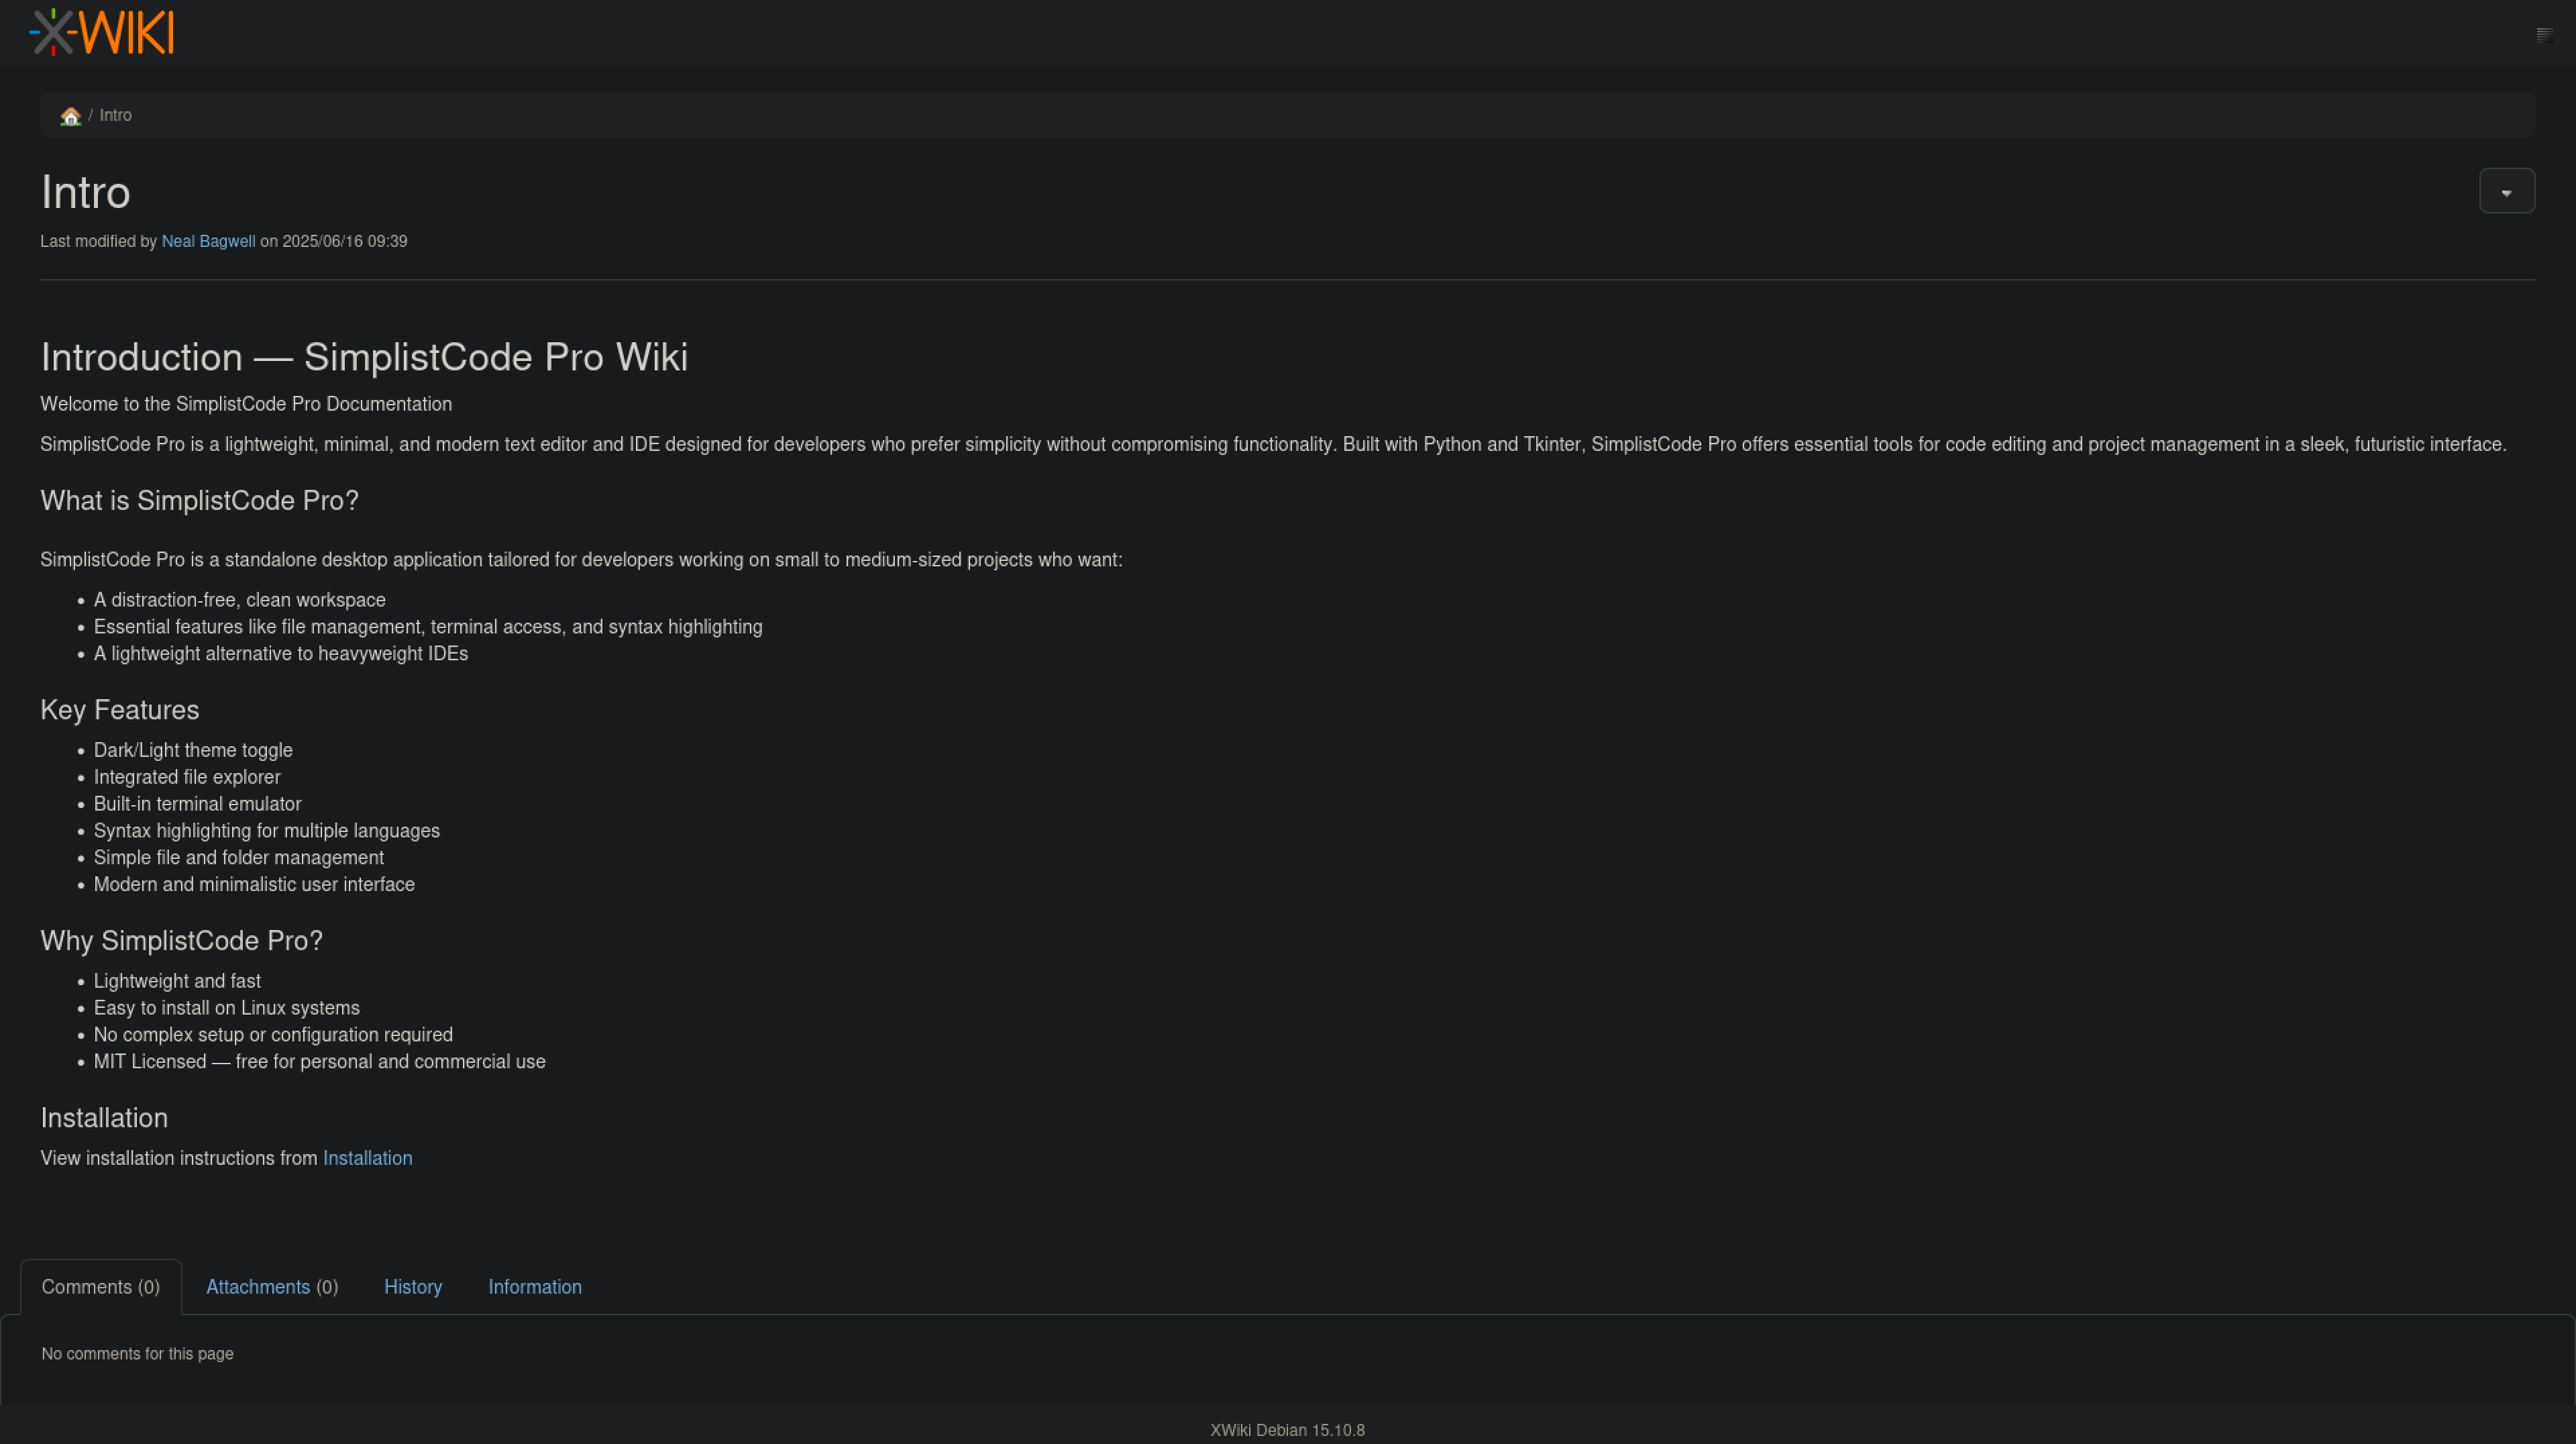 XWIKI
/ Intro
Intro
Last modified by Neal Bagwell on 2025/06/16 09:39
Introduction — SimplistCode Pro Wiki
Welcome to the SimplistCode Pro Documentation
SimplistCode Pro is a lightweight, minimal, and modern text editor and IDE designed for developers who prefer simplicity without compromising functionality. Built with Python and Tkinter, SimplistCode Pro offers essential tools for code editing and project management in a sleek, futuristic interface.
What is SimplistCode Pro?
SimplistCode Pro is a standalone desktop application tailored for developers working on small to medium-sized projects who want:
• A distraction-free, clean workspace
• Essential features like file management, terminal access, and syntax highlighting
• A lightweight alternative to heavyweight IDEs
Key Features
• Dark/Light theme toggle
• Integrated file explorer
• Built-in terminal emulator
• Syntax highlighting for multiple languages
• Simple file and folder management
• Modern and minimalistic user interface
Why SimplistCode Pro?
• Lightweight and fast
• Easy to install on Linux systems
• No complex setup or configuration required
• MIT Licensed — free for personal and commercial use
Installation
View installation instructions from Installation
Comments (0) Attachments (0) History Information
No comments for this page
XWiki Debian 15.10.8